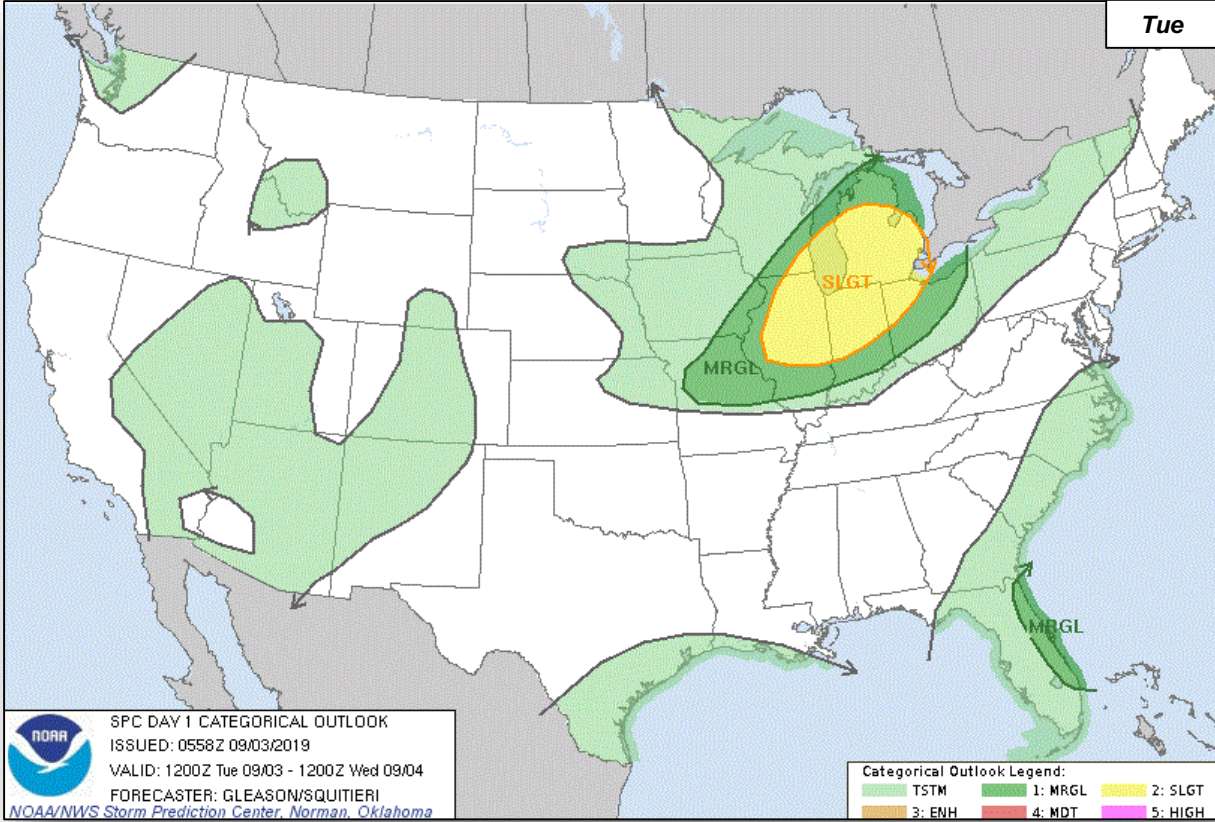 Tue
SLGT
MRGL
MRGL
NOAA
SPC DAY 1 CATEGORICAL OUTLOOK
ISSUED: 0558Z 09/03/2019
VALID: 1200Z Tue 09/03 - 1200Z Wed 09/04
FORECASTER: GLEASON/SQUITIERI
NOAA/NWS Storm Prediction Center, Norman, Oklahoma
Categorical Outlook Legend:
TSTM 1: MRGL 2: SLGT
3: ENH 4: MDT 5: HIGH